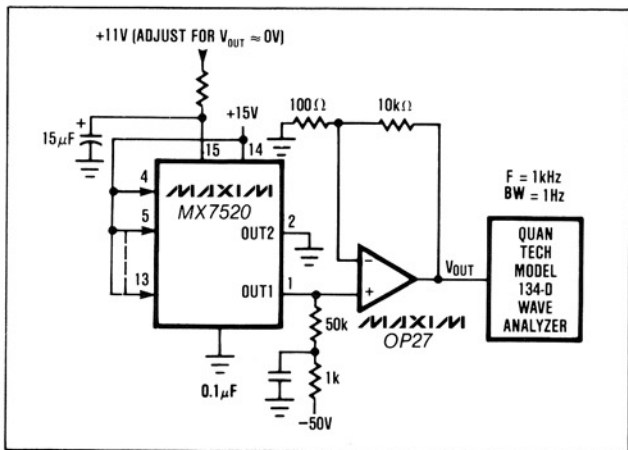 +11V (ADJUST FOR VOUT ≈ 0V)
15µF
+
+15V
100Ω
10kΩ
15
14
4
5
13
MAXIM
MX7520
OUT2
2
OUT1
1
0.1µF
50k
1k
−50V
−
+
MAXIM
OP27
VOUT
F = 1kHz
BW = 1Hz
QUAN
TECH
MODEL
134-D
WAVE
ANALYZER